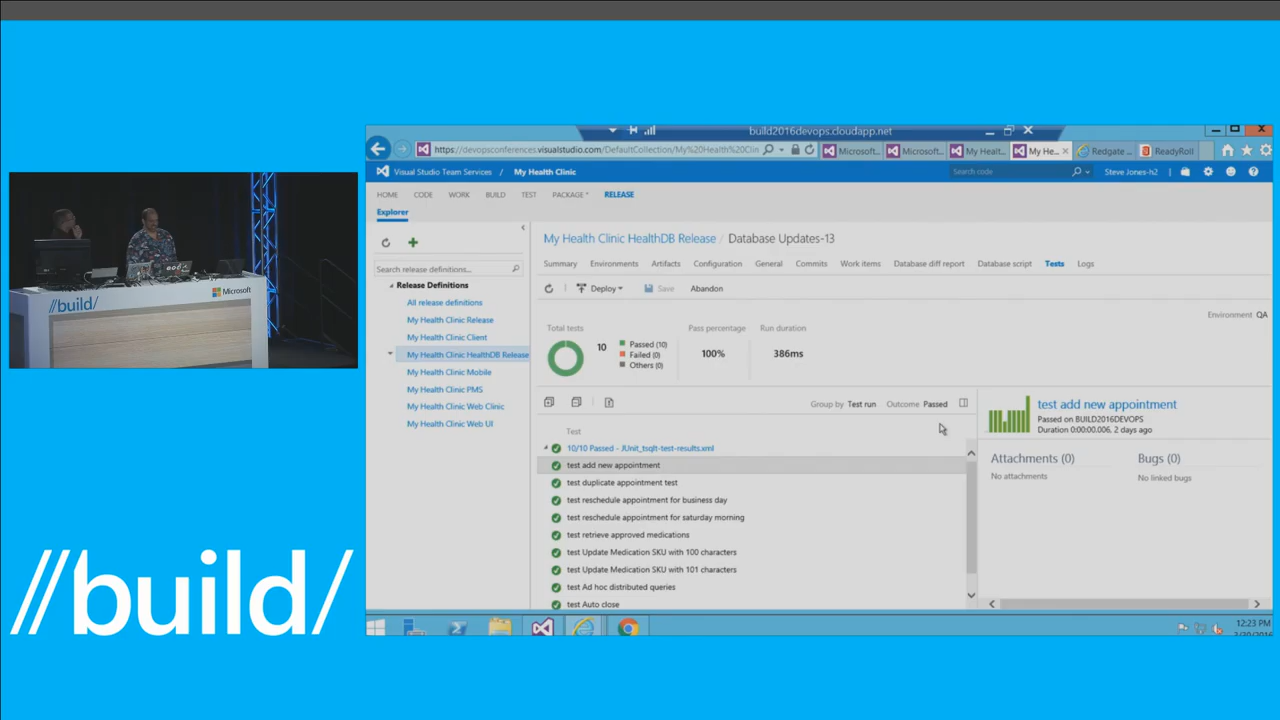 build2016devops.cloudapp.net
https://devopsconferences.visualstudio.com/DefaultCollection/My%20Health%20Clin
Microsoft...
Microsoft...
My Healt...
My He...
Redgate ...
ReadyRoll
Visual Studio Team Services / My Health Clinic
Search code
Steve Jones-h2
HOME CODE WORK BUILD TEST PACKAGE* RELEASE
Explorer
Search release definitions...
Release Definitions
All release definitions
My Health Clinic Release
My Health Clinic Client
My Health Clinic HealthDB Release
My Health Clinic Mobile
My Health Clinic PMS
My Health Clinic Web Clinic
My Health Clinic Web UI
My Health Clinic HealthDB Release / Database Updates-13
Summary Environments Artifacts Configuration General Commits Work items Database diff report Database script Tests Logs
Deploy Save Abandon
Environment QA
Total tests
10
Passed (10)
Failed (0)
Others (0)
Pass percentage
100%
Run duration
386ms
Group by Test run Outcome Passed
Test
10/10 Passed - JUnit_tsqlt-test-results.xml
test add new appointment
test duplicate appointment test
test reschedule appointment for business day
test reschedule appointment for saturday morning
test retrieve approved medications
test Update Medication SKU with 100 characters
test Update Medication SKU with 101 characters
test Ad hoc distributed queries
test Auto close
test add new appointment
Passed on BUILD2016DEVOPS
Duration 0:00:00.006, 2 days ago
Attachments (0)
No attachments
Bugs (0)
No linked bugs
12:23 PM
//build/
Microsoft
//build/